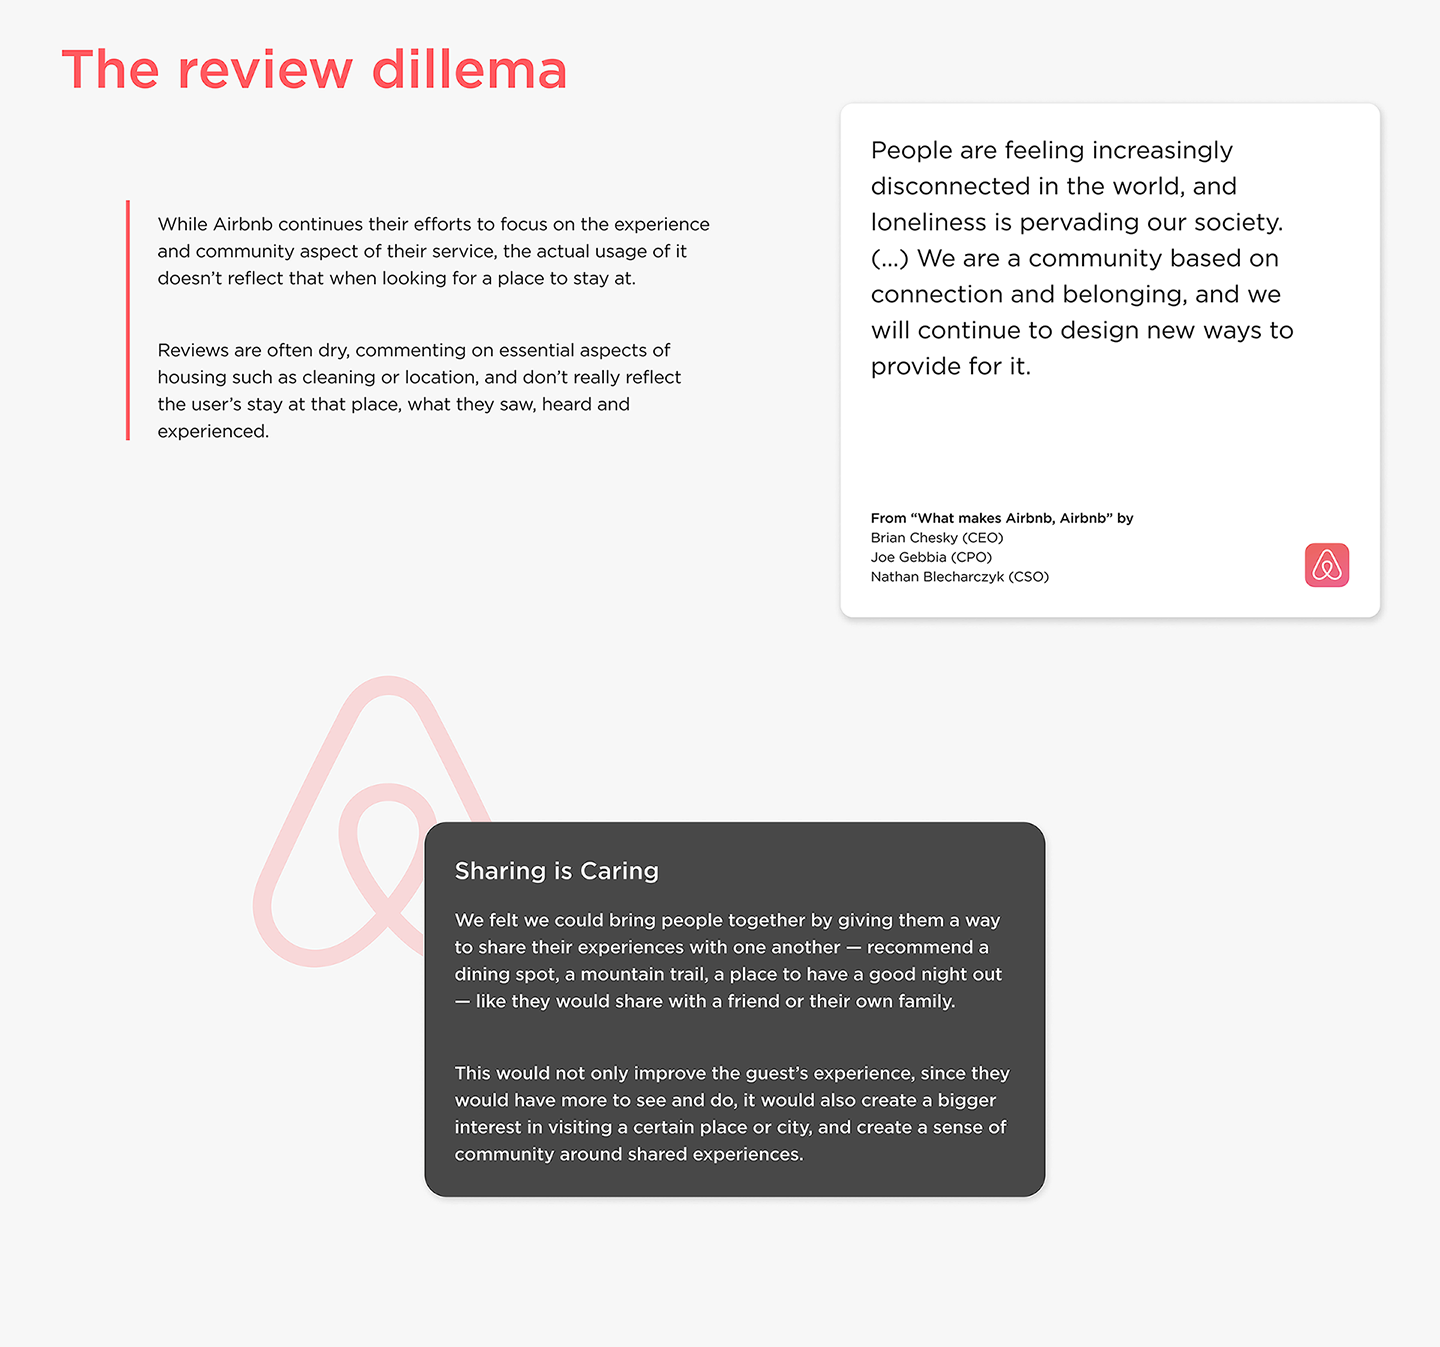 The review dillema
While Airbnb continues their efforts to focus on the experience
and community aspect of their service, the actual usage of it
doesn’t reflect that when looking for a place to stay at.
Reviews are often dry, commenting on essential aspects of
housing such as cleaning or location, and don’t really reflect
the user’s stay at that place, what they saw, heard and
experienced.
People are feeling increasingly
disconnected in the world, and
loneliness is pervading our society.
(...) We are a community based on
connection and belonging, and we
will continue to design new ways to
provide for it.
From “What makes Airbnb, Airbnb” by
Brian Chesky (CEO)
Joe Gebbia (CPO)
Nathan Blecharczyk (CSO)
Sharing is Caring
We felt we could bring people together by giving them a way
to share their experiences with one another — recommend a
dining spot, a mountain trail, a place to have a good night out
— like they would share with a friend or their own family.
This would not only improve the guest’s experience, since they
would have more to see and do, it would also create a bigger
interest in visiting a certain place or city, and create a sense of
community around shared experiences.